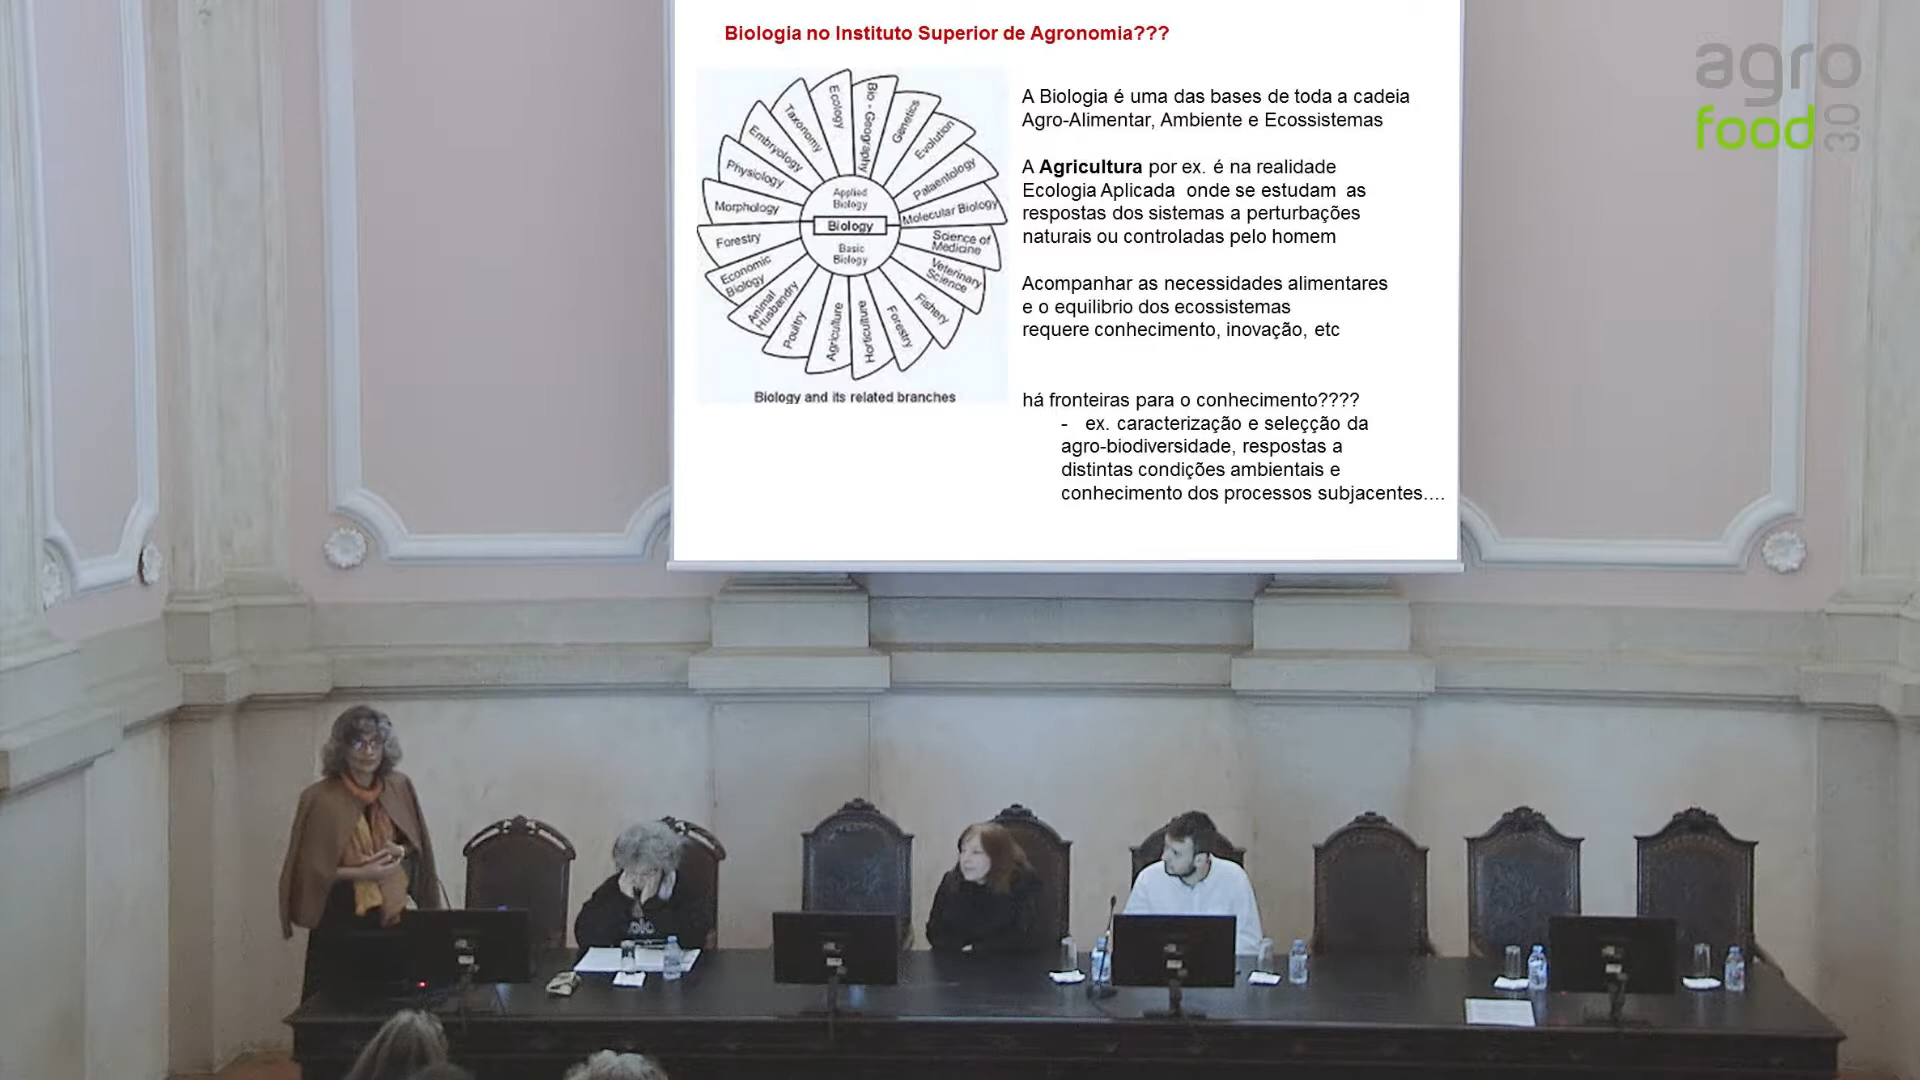 Biologia no Instituto Superior de Agronomia???
agro
food
3.0
A Biologia é uma das bases de toda a cadeia
Agro-Alimentar, Ambiente e Ecossistemas
A Agricultura por ex. é na realidade
Ecologia Aplicada onde se estudam as
respostas dos sistemas a perturbações
naturais ou controladas pelo homem
Acompanhar as necessidades alimentares
e o equilibrio dos ecossistemas
requere conhecimento, inovação, etc
há fronteiras para o conhecimento????
- ex. caracterização e seleçção da
agro-biodiversidade, respostas a
distintas condições ambientais e
conhecimento dos processos subjacentes....
Ecology
Bio - Geography
Genetics
Evolution
Palaentology
Molecular Biology
Science of
Medicine
Veterinary
Science
Fishery
Forestry
Horticulture
Agriculture
Poultry
Animal
Husbandry
Economic
Biology
Forestry
Morphology
Physiology
Embryology
Taxonomy
Applied
Biology
Biology
Basic
Biology
Biology and its related branches